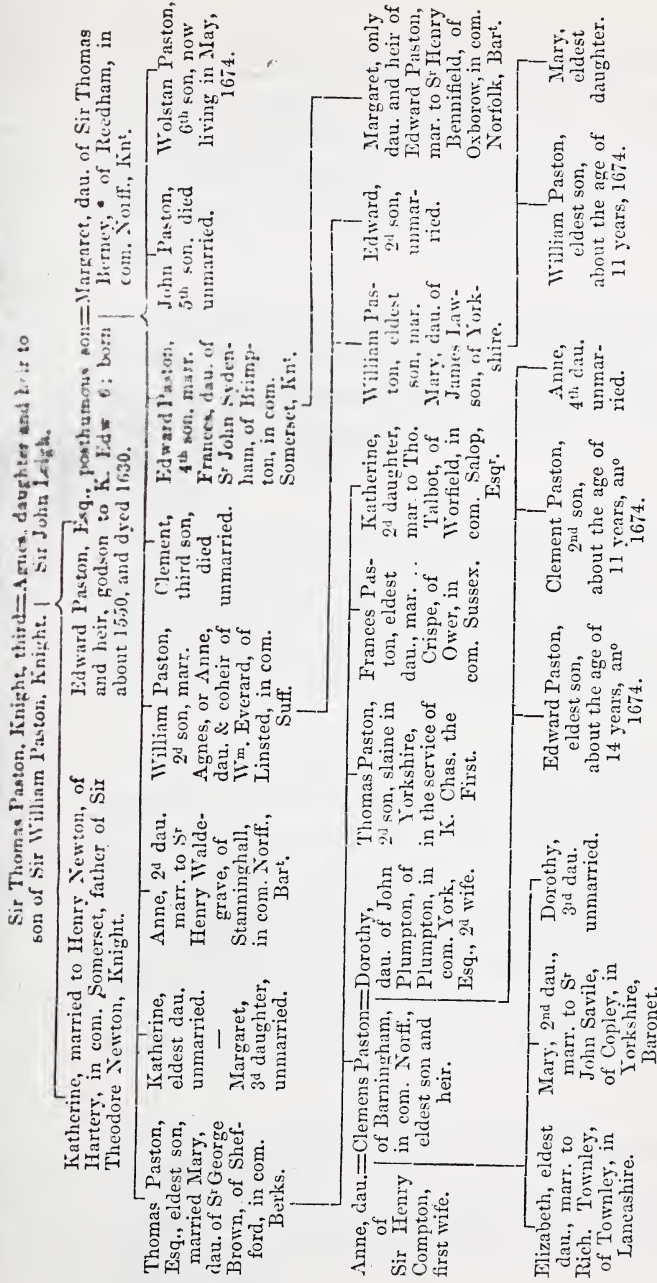 Sir Thomas Paston, Knight, third=Agnes, daughter and heir to
son of Sir William Paston, Knight. Sir John Leigh.
Katherine, married to Henry Newton, of
Hartery, in com. Somerset, father of Sir
Theodore Newton, Knight.
Edward Paston, Esq., posthumous son=Margaret, dau. of Sir Thomas
and heir, godson to K. Edw 6; born
about 1550, and dyed 1630.
Berney, of Reedham, in
com. Norff., Knt.
Thomas Paston,
Esq., eldest son,
married Mary,
dau. of Sr George
Brown, of Shef-
ford, in com.
Berks.
Katherine,
eldest dau.
unmarried.
—
Margaret,
3d daughter,
unmarried.
Anne, 2d dau.
marr. to Sr
Henry Walde-
grave, of
Stanninghall,
in com. Norff.,
Bart.
William Paston,
2d son, marr.
Agnes, or Anne,
dau. & coheir of
Wm. Everard, of
Linsted, in com.
Suff.
Clement,
third son,
died
unmarried.
Edward Paston,
4th son, marr.
Frances, dau. of
Sr John Syden-
ham, of Brimp-
ton, in com.
Somerset, Knt.
John Paston,
5th son, died
unmarried.
Wolstan Paston,
6th son, now
living in May,
1674.
Anne, dau.=Clemens Paston=Dorothy,
of
Sir Henry
Compton,
first wife.
of Barningham,
in com. Norff.,
eldest son and
heir.
dau. of John
Plumpton, of
Plumpton, in
com. York,
Esq., 2d wife.
Thomas Paston,
2d son, slaine in
Yorkshire,
in the service of
K. Chas. the
First.
Frances Pas-
ton, eldest
dau., mar. ..
Crispe, of
Ower, in
com. Sussex.
Katherine,
2d daughter,
mar. to Tho.
Talbot, of
Worfield, in
com. Salop,
Esqr.
William Pas-
ton, eldest
son, mar.
Mary, dau. of
James Law-
son, of York-
shire.
Edward,
2d son,
unmar-
ried.
Margaret, only
dau. and heir of
Edward Paston,
mar. to Sr Henry
Bennifield, of
Oxborow, in com.
Norfolk, Bart.
Elizabeth, eldest
dau., marr. to
Rich. Townley,
of Townley, in
Lancashire.
Mary, 2nd dau.,
marr. to Sr
John Savile,
of Copley, in
Yorkshire,
Baronet.
Dorothy,
3rd dau.
unmarried.
Edward Paston,
eldest son,
about the age of
14 years, ano
1674.
Clement Paston,
2nd son,
about the age of
11 years, ano
1674.
Anne,
4th dau.
unmar-
ried.
William Paston,
eldest son,
about the age of
11 years, 1674.
Mary,
eldest
daughter.